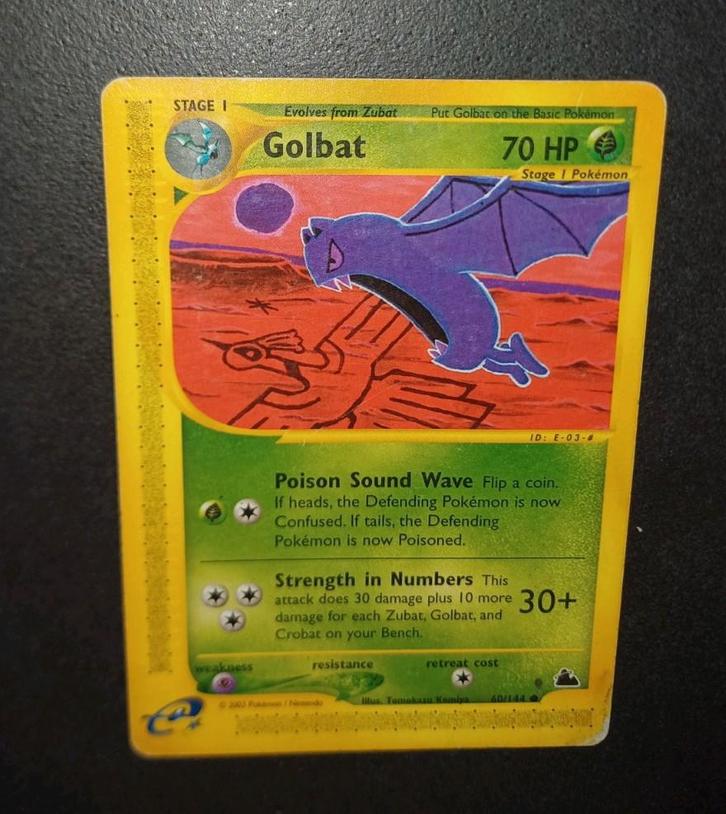 STAGE 1
Evolves from Zubat
Put Golbat on the Basic Pokémon
Golbat
70 HP
Stage 1 Pokémon
ID: E-03-#
Poison Sound Wave Flip a coin.
If heads, the Defending Pokémon is now
Confused. If tails, the Defending
Pokémon is now Poisoned.
Strength in Numbers This
attack does 30 damage plus 10 more
damage for each Zubat, Golbat, and
Crobat on your Bench.
30+
weakness
resistance
retreat cost
Illus. Tomokazu Komiya
60/144
© 2003 Pokémon / Nintendo
e